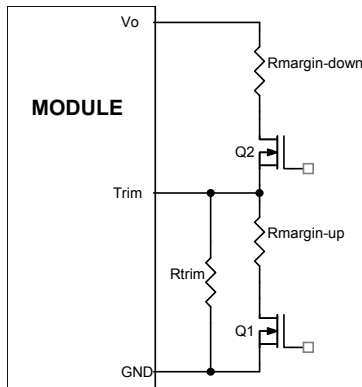 Vo
Rmargin-down
MODULE
Q2
Trim
Rmargin-up
Rtrim
Q1
GND